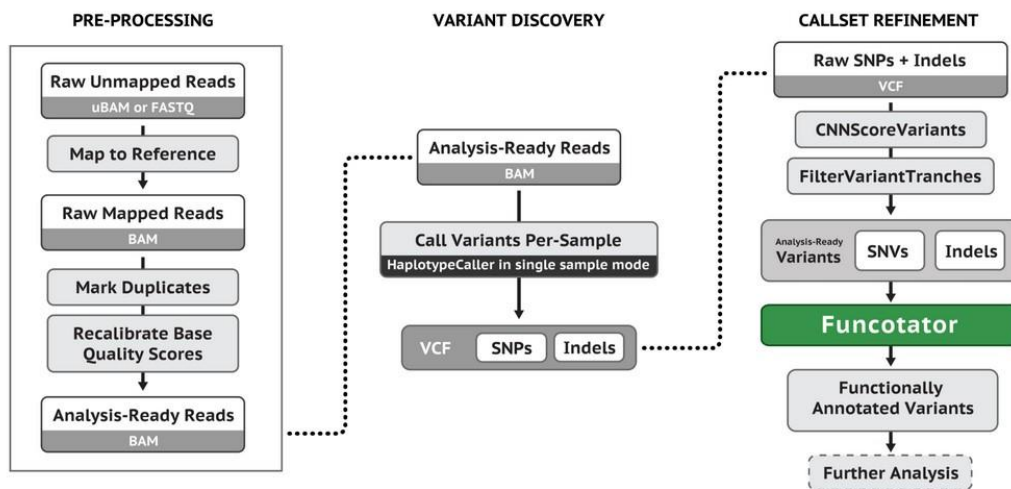 PRE-PROCESSING
Raw Unmapped Reads
uBAM or FASTQ
Map to Reference
Raw Mapped Reads
BAM
Mark Duplicates
Recalibrate Base
Quality Scores
Analysis-Ready Reads
BAM
VARIANT DISCOVERY
Analysis-Ready Reads
BAM
Call Variants Per-Sample
HaplotypeCaller in single sample mode
VCF SNPs Indels
CALLSET REFINEMENT
Raw SNPs + Indels
VCF
CNNScoreVariants
FilterVariantTranches
Analysis-Ready
Variants SNVs Indels
Funcotator
Functionally
Annotated Variants
Further Analysis